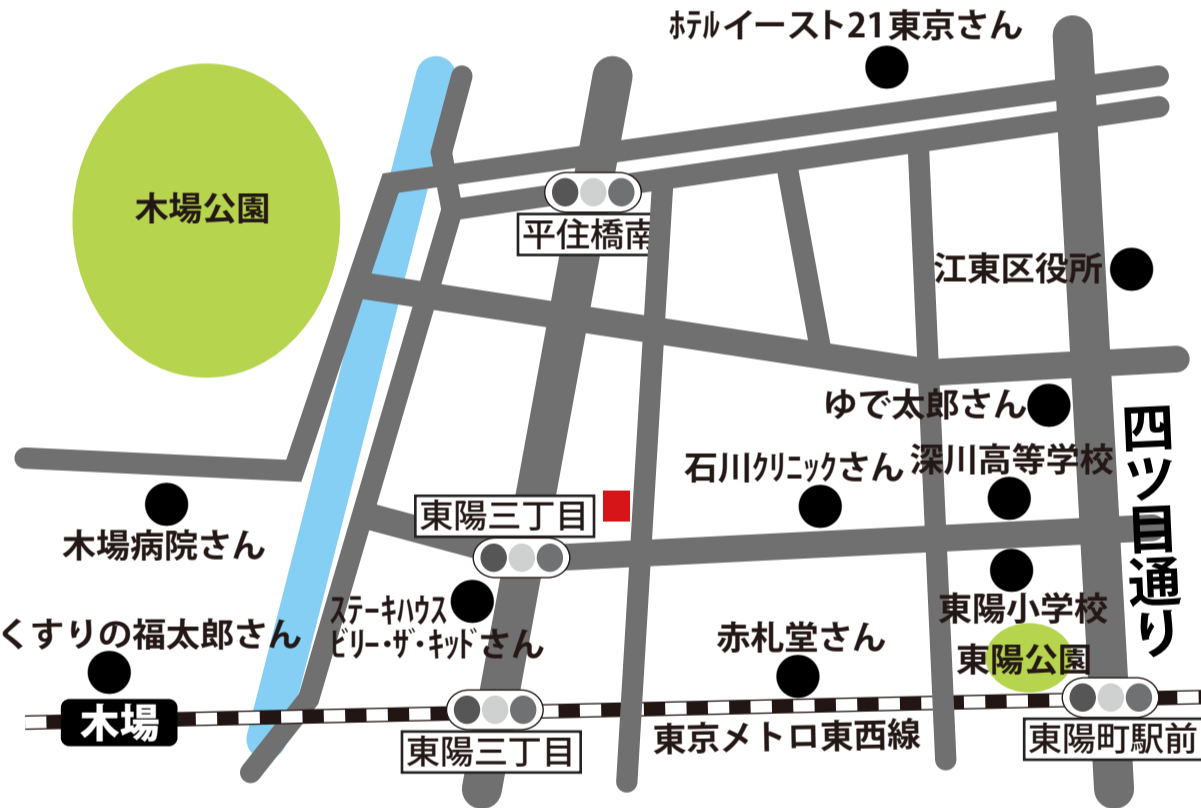 ホテルイースト21東京さん
木場公園
平住橋南
江東区役所
ゆで太郎さん
四ツ目通り
石川クリニックさん
深川高等学校
東陽三丁目
木場病院さん
ステーキハウス
ビリー・ザ・キッドさん
東陽小学校
くすりの福太郎さん
赤札堂さん
東陽公園
木場
東陽三丁目
東京メトロ東西線
東陽町駅前